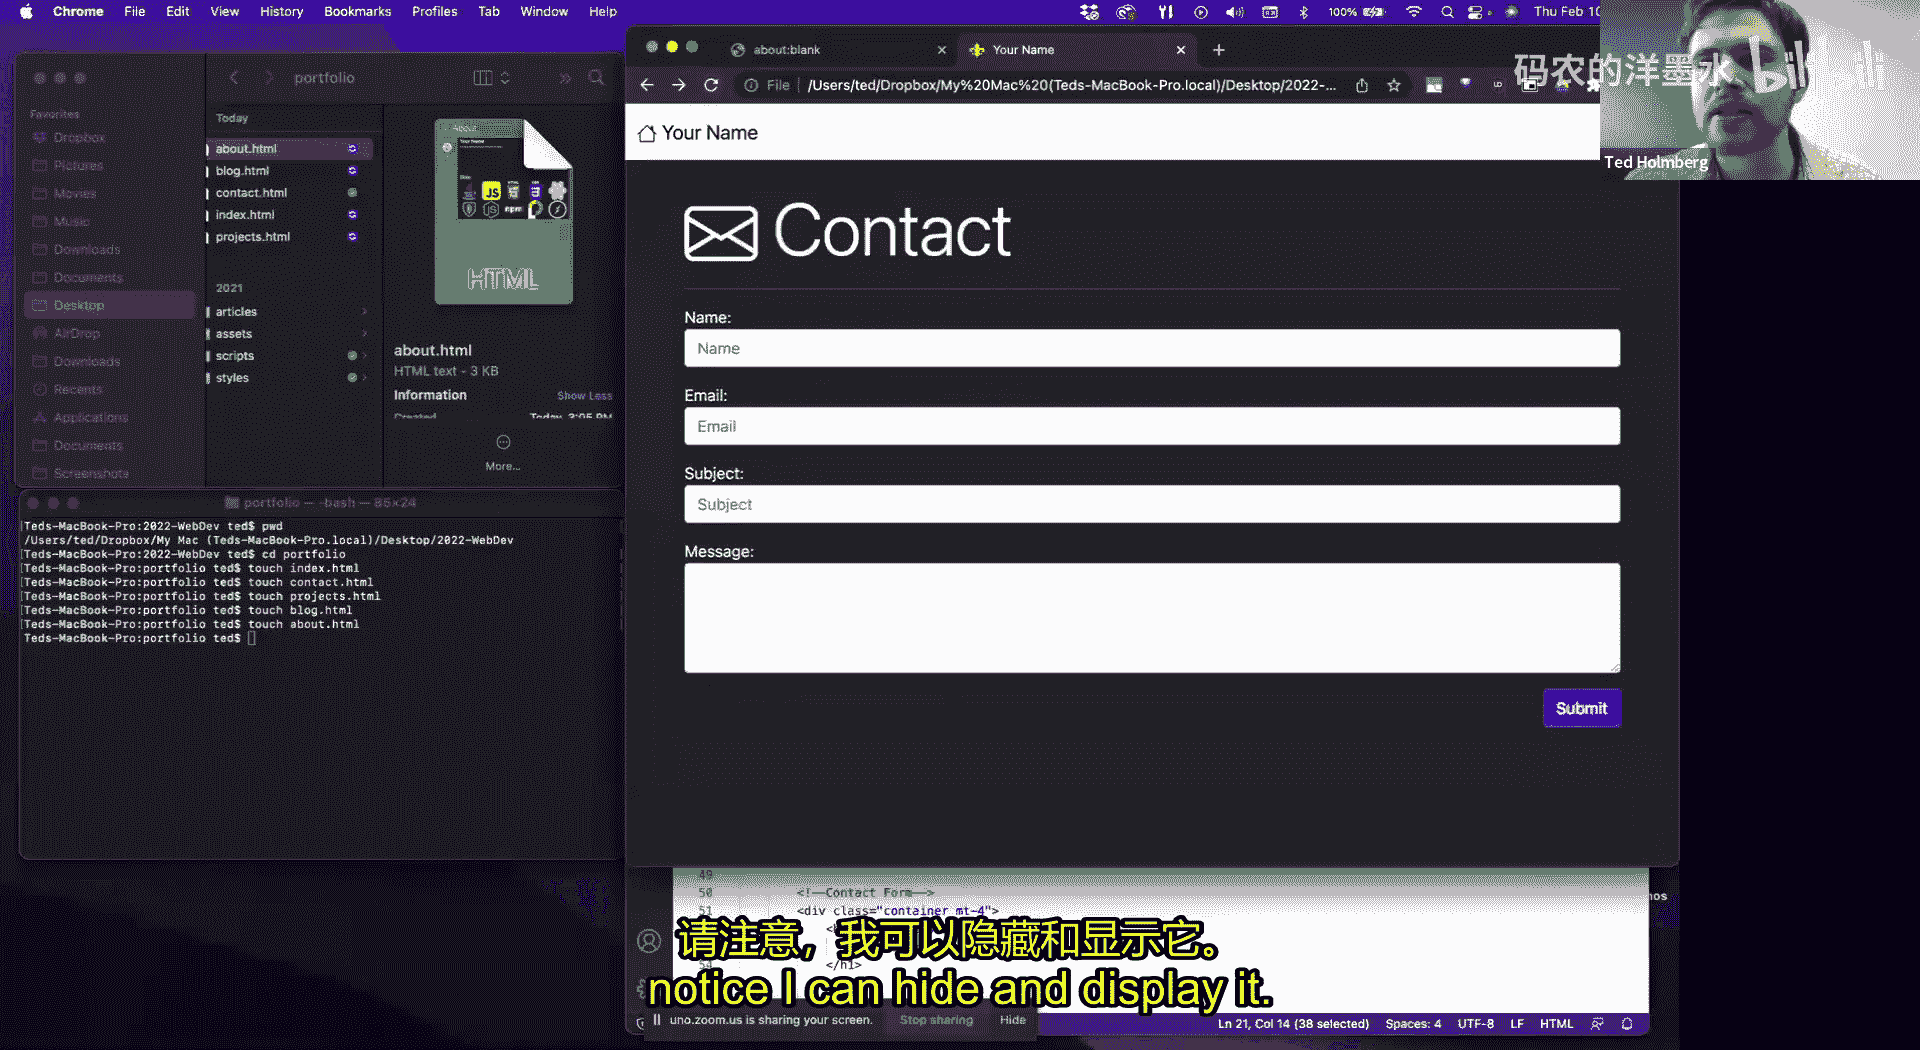 Chrome File Edit View History Bookmarks Profiles Tab Window Help
100%
Thu Feb 10
码农的洋墨水 bilibili
Ted Holmberg
portfolio
Favorites
Dropbox
Pictures
Movies
Music
Downloads
Documents
Desktop
AirDrop
Downloads
Recents
Applications
Documents
Screenshots
Today
about.html
blog.html
contact.html
index.html
projects.html
2021
articles
assets
scripts
styles
HTML
about.html
HTML text - 3 KB
Information Show Less
Created Today, 3:05 PM
More...
portfolio — -bash — 85×24
Teds-MacBook-Pro:2022-WebDev ted$ pwd
/Users/ted/Dropbox/My Mac (Teds-MacBook-Pro.local)/Desktop/2022-WebDev
Teds-MacBook-Pro:2022-WebDev ted$ cd portfolio
Teds-MacBook-Pro:portfolio ted$ touch index.html
Teds-MacBook-Pro:portfolio ted$ touch contact.html
Teds-MacBook-Pro:portfolio ted$ touch projects.html
Teds-MacBook-Pro:portfolio ted$ touch blog.html
Teds-MacBook-Pro:portfolio ted$ touch about.html
Teds-MacBook-Pro:portfolio ted$
about:blank
Your Name
File /Users/ted/Dropbox/My%20Mac%20(Teds-MacBook-Pro.local)/Desktop/2022-...
Your Name
Contact
Name:
Name
Email:
Email
Subject:
Subject
Message:
Submit
49
50 <!--Contact Form-->
51 <div class="container mt-4">
54 </h1>
请注意，我可以隐藏和显示它。
notice I can hide and display it.
uno.zoom.us is sharing your screen. Stop sharing Hide
Ln 21, Col 14 (38 selected) Spaces: 4 UTF-8 LF HTML